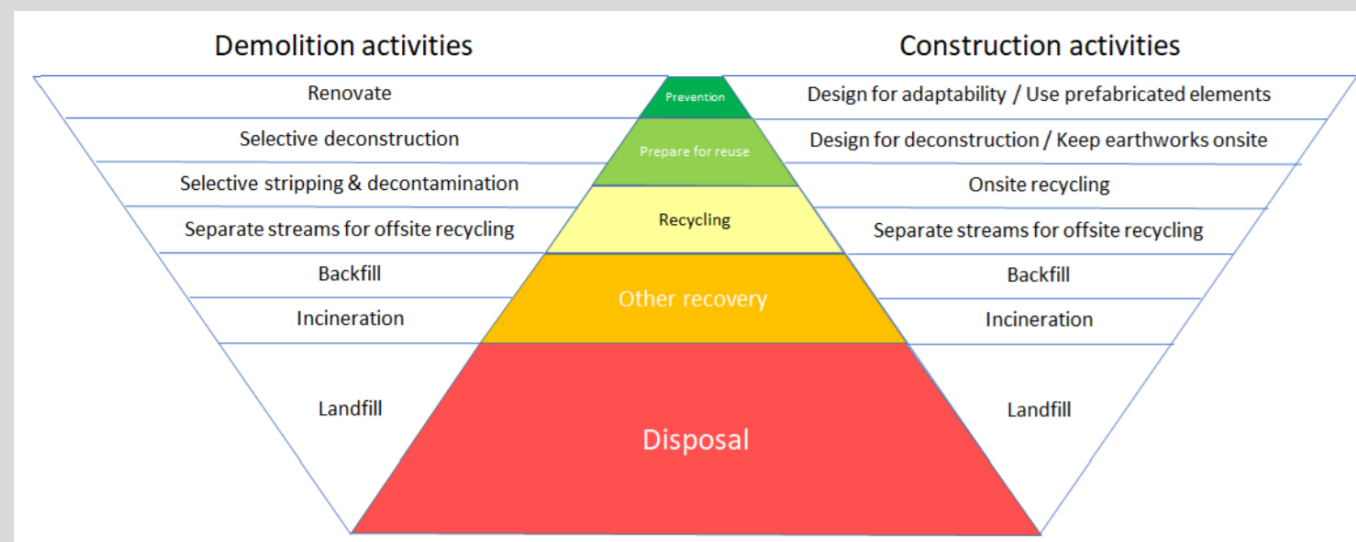 Demolition activities
Construction activities
Renovate
Prevention
Design for adaptability / Use prefabricated elements
Selective deconstruction
Prepare for reuse
Design for deconstruction / Keep earthworks onsite
Selective stripping & decontamination
Onsite recycling
Separate streams for offsite recycling
Recycling
Separate streams for offsite recycling
Backfill
Other recovery
Backfill
Incineration
Incineration
Landfill
Disposal
Landfill